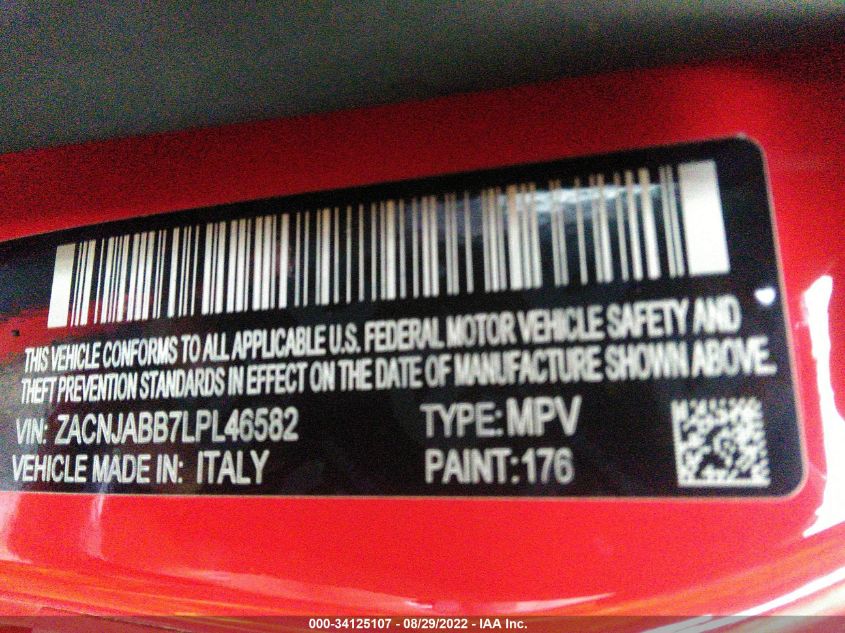 THIS VEHICLE CONFORMS TO ALL APPLICABLE U.S. FEDERAL MOTOR VEHICLE SAFETY AND
THEFT PREVENTION STANDARDS IN EFFECT ON THE DATE OF MANUFACTURE SHOWN ABOVE.
VIN: ZACNJABB7LPL46582 TYPE: MPV
VEHICLE MADE IN: ITALY PAINT:176
000-34125107 - 08/29/2022 - IAA Inc.